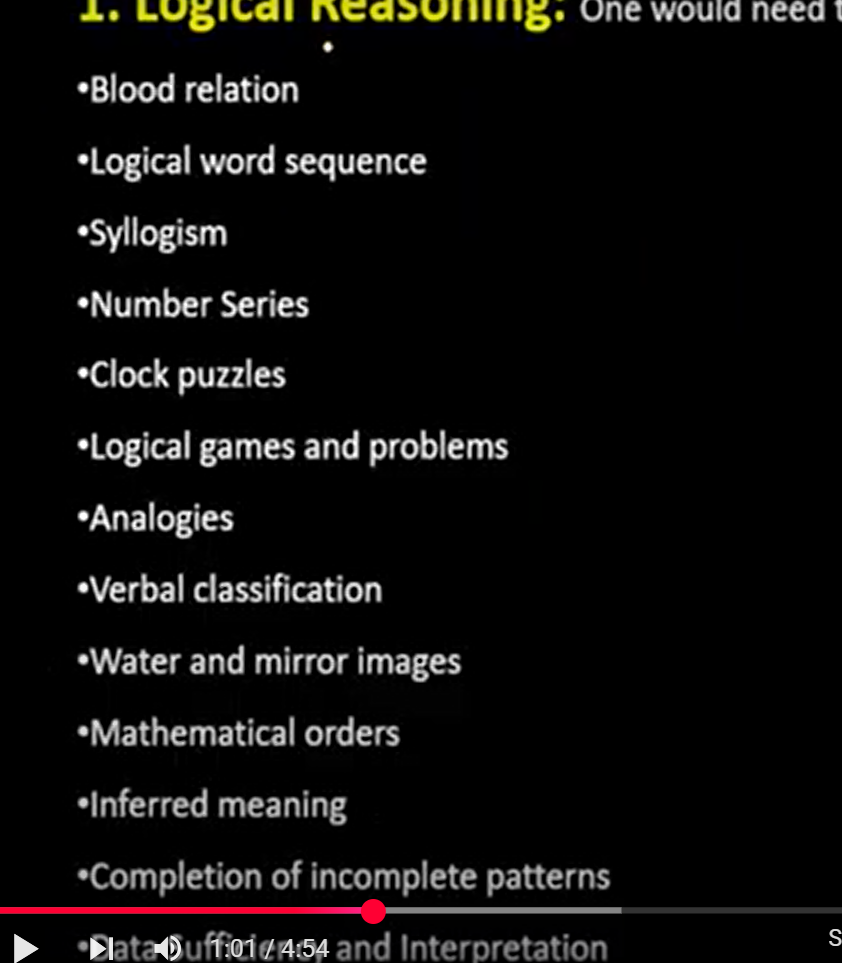 1. Logical Reasoning: One would need t
•Blood relation
•Logical word sequence
•Syllogism
•Number Series
•Clock puzzles
•Logical games and problems
•Analogies
•Verbal classification
•Water and mirror images
•Mathematical orders
•Inferred meaning
•Completion of incomplete patterns
•Data Sufficiency and Interpretation
1:01 / 4:54
S